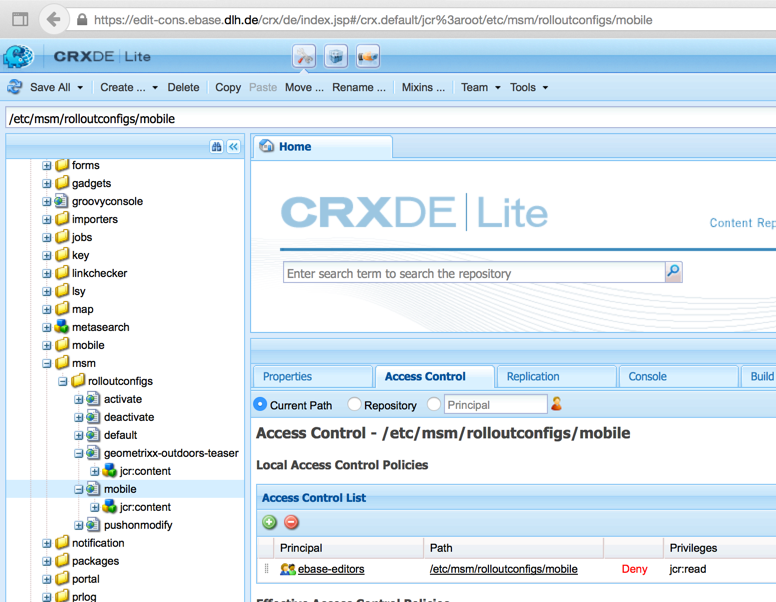 https://edit-cons.ebase.dlh.de/crx/de/index.jsp#/crx.default/jcr%3aroot/etc/msm/rolloutconfigs/mobile
CRXDE | Lite
Save All Create ... Delete Copy Paste Move ... Rename ... Mixins ... Team Tools
/etc/msm/rolloutconfigs/mobile
forms
gadgets
groovyconsole
importers
jobs
key
linkchecker
lsy
map
metasearch
mobile
msm
rolloutconfigs
activate
deactivate
default
geometrixx-outdoors-teaser
jcr:content
mobile
jcr:content
pushonmodify
notification
packages
portal
prlog
Home
CRXDE | Lite
Content Rep
Enter search term to search the repository
Properties Access Control Replication Console Build
Current Path Repository Principal
Access Control - /etc/msm/rolloutconfigs/mobile
Local Access Control Policies
Access Control List
Principal Path Privileges
ebase-editors /etc/msm/rolloutconfigs/mobile Deny jcr:read
Effective Access Control Policies